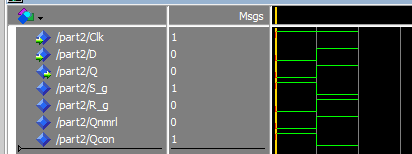 Msgs
/part2/Clk 1
/part2/D 0
/part2/Q 0
/part2/S_g 1
/part2/R_g 0
/part2/Qnmrl 0
/part2/Qcon 1